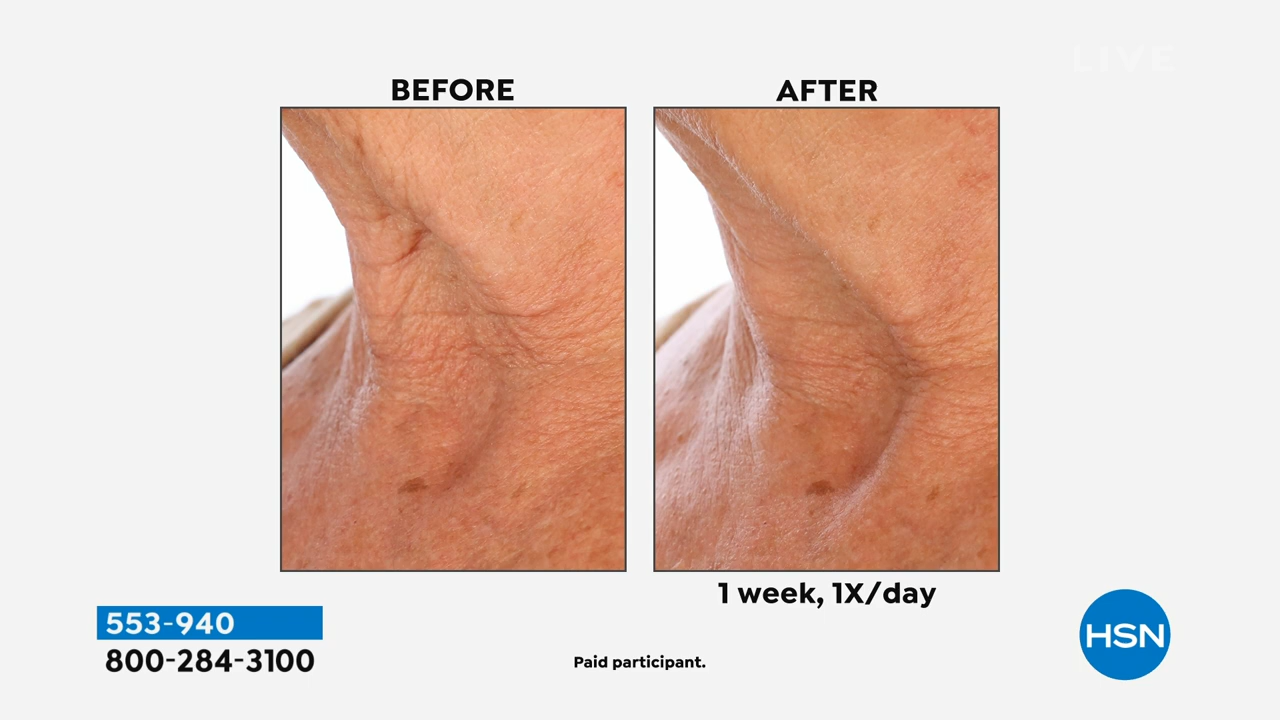 LIVE
BEFORE
AFTER
1 week, 1X/day
553-940
800-284-3100
Paid participant.
HSN